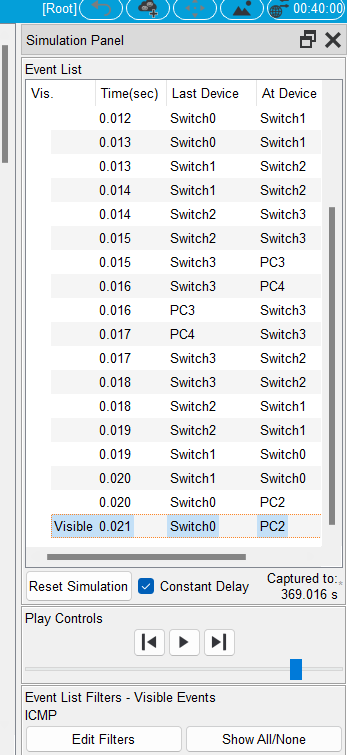 [Root] 00:40:00
Simulation Panel
Event List
Vis. Time(sec) Last Device At Device
0.012 Switch0 Switch1
0.013 Switch0 Switch1
0.013 Switch1 Switch2
0.014 Switch1 Switch2
0.014 Switch2 Switch3
0.015 Switch2 Switch3
0.015 Switch3 PC3
0.016 Switch3 PC4
0.016 PC3 Switch3
0.017 PC4 Switch3
0.017 Switch3 Switch2
0.018 Switch3 Switch2
0.018 Switch2 Switch1
0.019 Switch2 Switch1
0.019 Switch1 Switch0
0.020 Switch1 Switch0
0.020 Switch0 PC2
Visible 0.021 Switch0 PC2
Reset Simulation Constant Delay Captured to:*
369.016 s
Play Controls
Event List Filters - Visible Events
ICMP
Edit Filters Show All/None